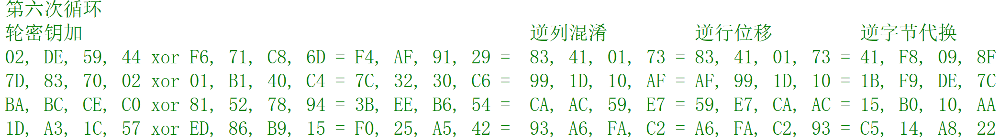 第六次循环
轮密钥加 逆列混淆 逆行位移 逆字节代换
02, DE, 59, 44 xor F6, 71, C8, 6D = F4, AF, 91, 29 = 83, 41, 01, 73 = 83, 41, 01, 73 = 41, F8, 09, 8F
7D, 83, 70, 02 xor 01, B1, 40, C4 = 7C, 32, 30, C6 = 99, 1D, 10, AF = AF, 99, 1D, 10 = 1B, F9, DE, 7C
BA, BC, CE, C0 xor 81, 52, 78, 94 = 3B, EE, B6, 54 = CA, AC, 59, E7 = 59, E7, CA, AC = 15, B0, 10, AA
1D, A3, 1C, 57 xor ED, 86, B9, 15 = F0, 25, A5, 42 = 93, A6, FA, C2 = A6, FA, C2, 93 = C5, 14, A8, 22